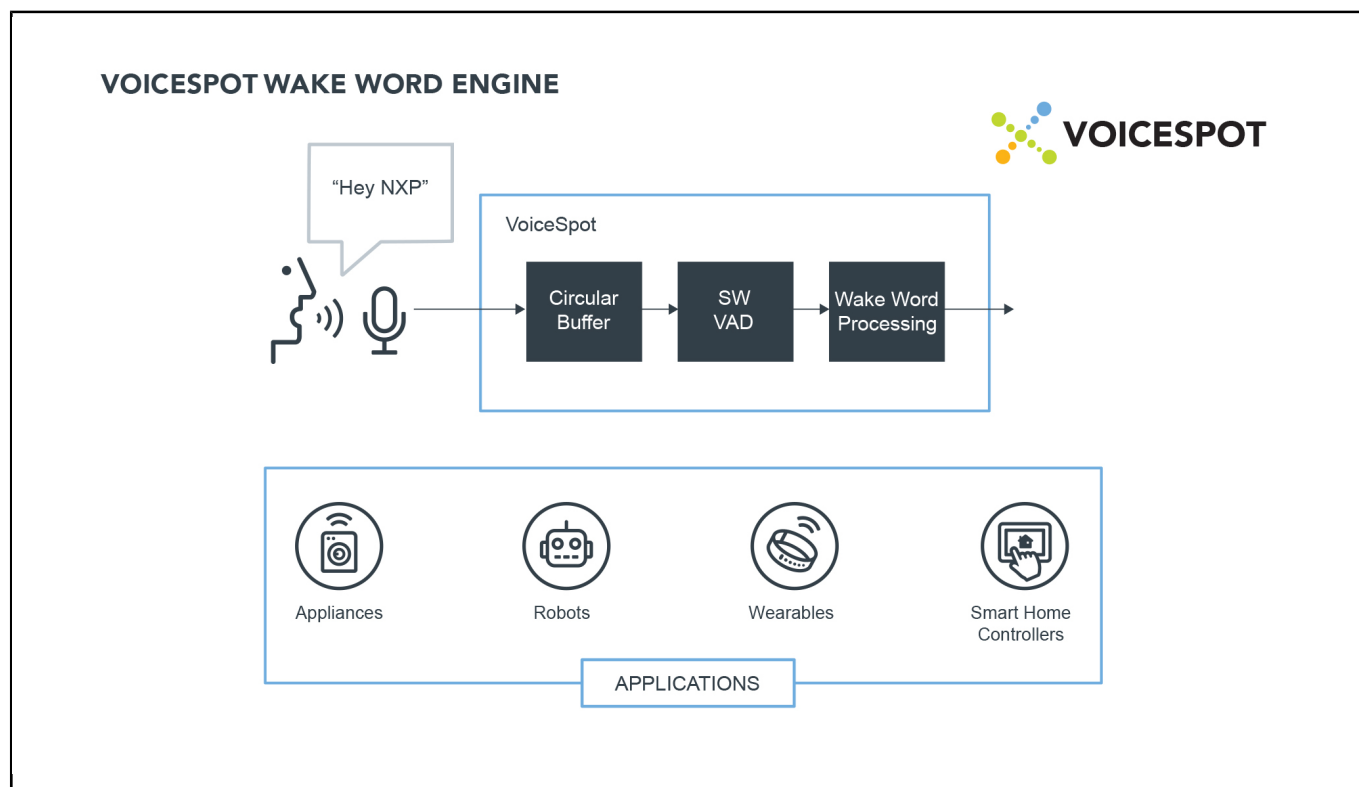 VOICESPOT WAKE WORD ENGINE
VOICESPOT
“Hey NXP”
VoiceSpot
Circular
Buffer
SW
VAD
Wake Word
Processing
Appliances
Robots
Wearables
Smart Home
Controllers
APPLICATIONS